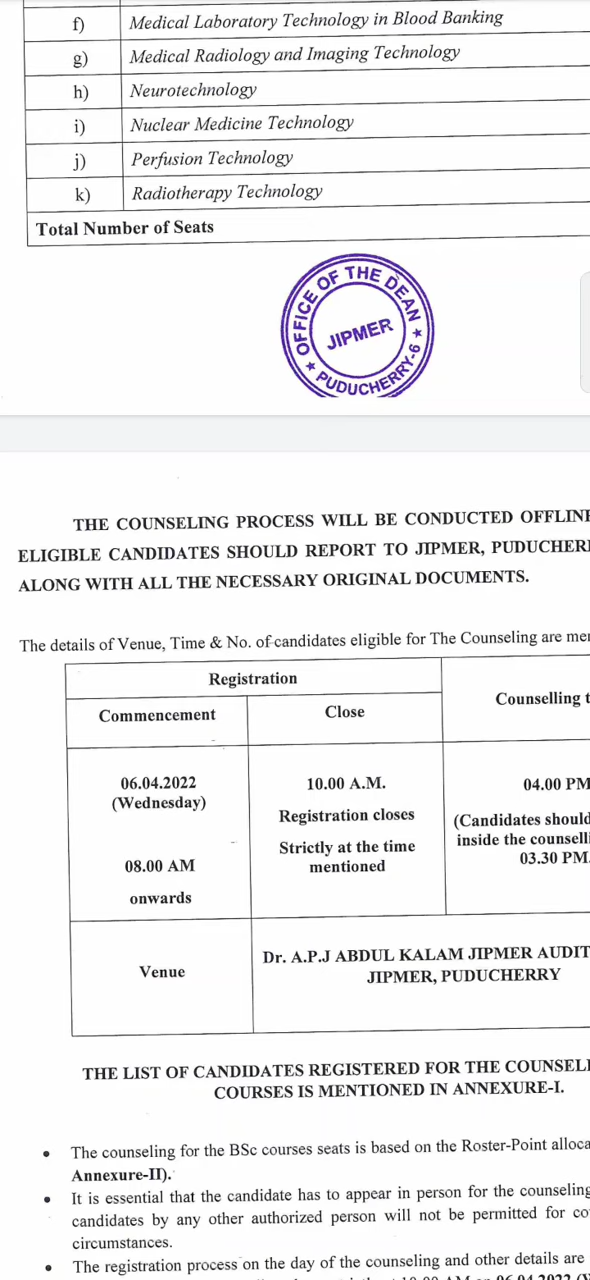 f) Medical Laboratory Technology in Blood Banking
g) Medical Radiology and Imaging Technology
h) Neurotechnology
i) Nuclear Medicine Technology
j) Perfusion Technology
k) Radiotherapy Technology
Total Number of Seats
OFFICE OF THE DEAN
JIPMER
★ PUDUCHERRY-6 ★
THE COUNSELING PROCESS WILL BE CONDUCTED OFFLINE
ELIGIBLE CANDIDATES SHOULD REPORT TO JIPMER, PUDUCHER
ALONG WITH ALL THE NECESSARY ORIGINAL DOCUMENTS.
The details of Venue, Time & No. of candidates eligible for The Counseling are me
Registration
Commencement
Close
Counselling t
06.04.2022
(Wednesday)
08.00 AM
onwards
10.00 A.M.
Registration closes
Strictly at the time
mentioned
04.00 PM
(Candidates should
inside the counselli
03.30 PM.
Venue
Dr. A.P.J ABDUL KALAM JIPMER AUDIT
JIPMER, PUDUCHERRY
THE LIST OF CANDIDATES REGISTERED FOR THE COUNSEL
COURSES IS MENTIONED IN ANNEXURE-I.
• The counseling for the BSc courses seats is based on the Roster-Point alloca
Annexure-II).
• It is essential that the candidate has to appear in person for the counseling
candidates by any other authorized person will not be permitted for co
circumstances.
• The registration process on the day of the counseling and other details are